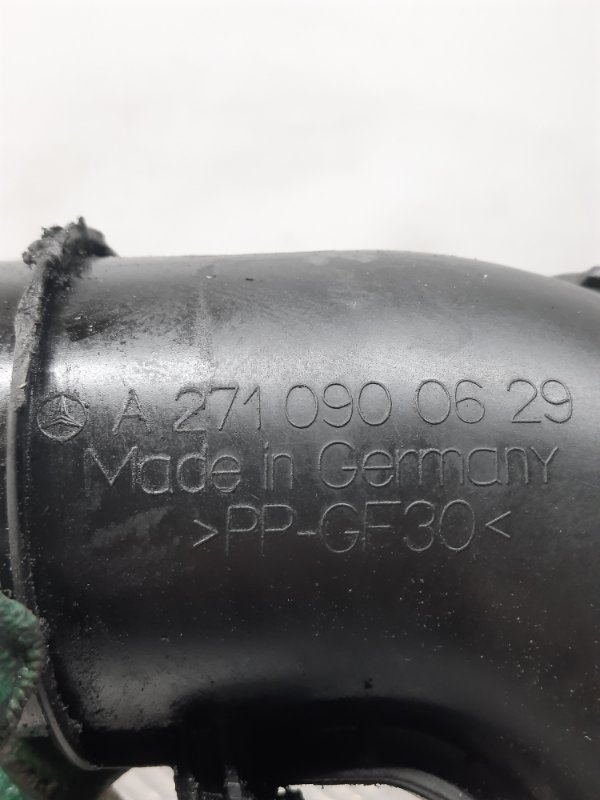 A 271 090 06 29
Made in Germany
>PP-GF30<